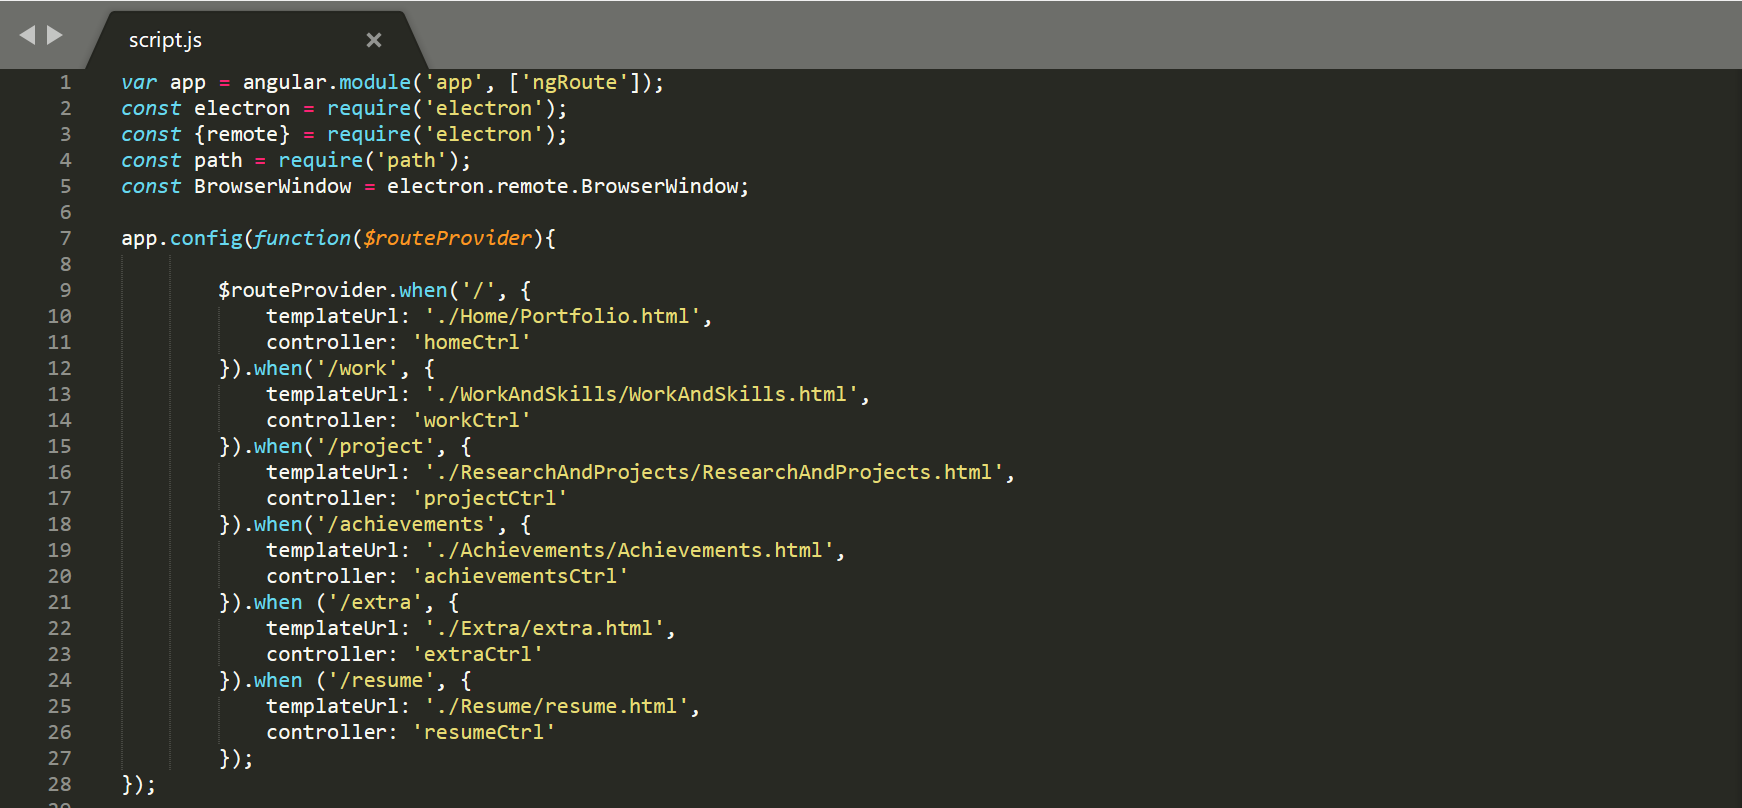 script.js ×
1 var app = angular.module('app', ['ngRoute']);
2 const electron = require('electron');
3 const {remote} = require('electron');
4 const path = require('path');
5 const BrowserWindow = electron.remote.BrowserWindow;
6
7 app.config(function($routeProvider){
8
9         $routeProvider.when('/', {
10             templateUrl: './Home/Portfolio.html',
11             controller: 'homeCtrl'
12         }).when('/work', {
13             templateUrl: './WorkAndSkills/WorkAndSkills.html',
14             controller: 'workCtrl'
15         }).when('/project', {
16             templateUrl: './ResearchAndProjects/ResearchAndProjects.html',
17             controller: 'projectCtrl'
18         }).when('/achievements', {
19             templateUrl: './Achievements/Achievements.html',
20             controller: 'achievementsCtrl'
21         }).when ('/extra', {
22             templateUrl: './Extra/extra.html',
23             controller: 'extraCtrl'
24         }).when ('/resume', {
25             templateUrl: './Resume/resume.html',
26             controller: 'resumeCtrl'
27         });
28 });